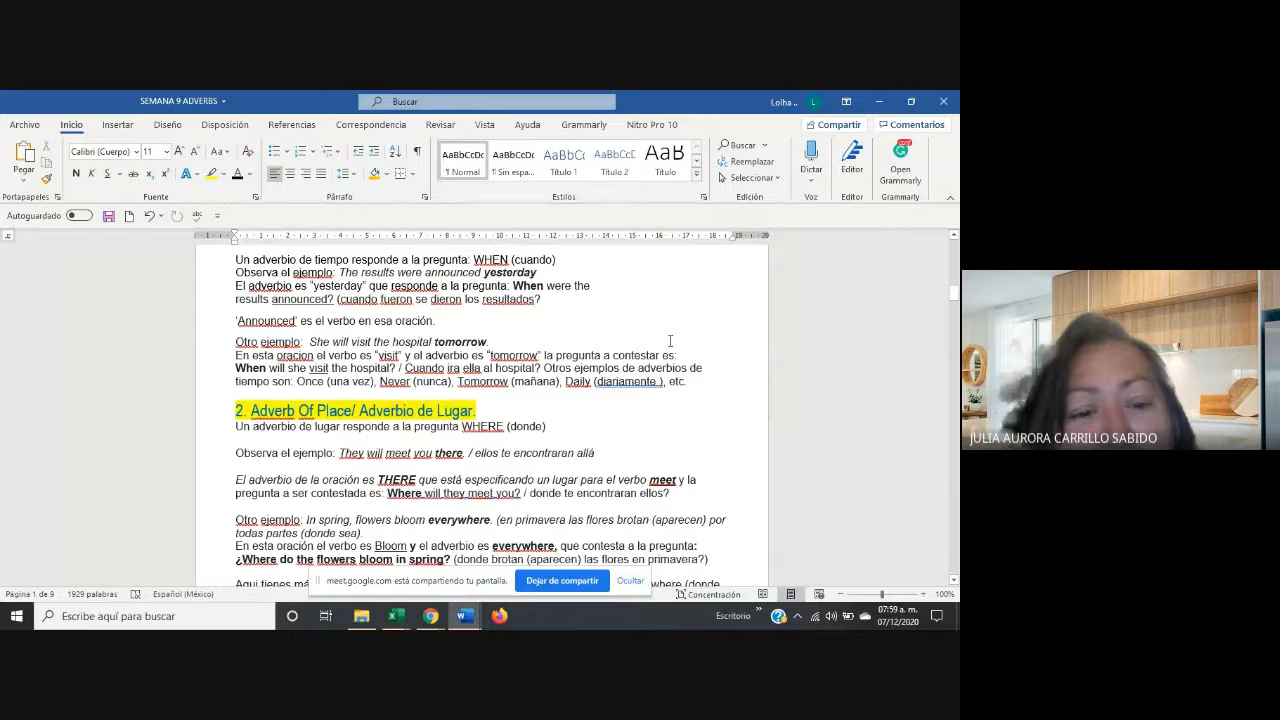 SEMANA 9 ADVERBS
Buscar
Lolha ..
L
Archivo Inicio Insertar Diseño Disposición Referencias Correspondencia Revisar Vista Ayuda Grammarly Nitro Pro 10 Compartir Comentarios
Pegar
Calibri (Cuerpo) 11
AaBbCcDc AaBbCcDc AaBbCc AaBbCcD AaB
¶ Normal ¶ Sin espa... Título 1 Título 2 Título
Buscar
Reemplazar
Seleccionar
Dictar
Editor
Open Grammarly
Portapapeles Fuente Párrafo Estilos Edición Voz Editor Grammarly
Autoguardado
Un adverbio de tiempo responde a la pregunta: WHEN (cuando)
Observa el ejemplo: The results were announced yesterday
El adverbio es "yesterday" que responde a la pregunta: When were the
results announced? (cuando fueron se dieron los resultados?
'Announced' es el verbo en esa oración.
Otro ejemplo: She will visit the hospital tomorrow.
En esta oracion el verbo es "visit" y el adverbio es "tomorrow" la pregunta a contestar es:
When will she visit the hospital? / Cuando ira ella al hospital? Otros ejemplos de adverbios de
tiempo son: Once (una vez), Never (nunca), Tomorrow (mañana), Daily (diariamente ), etc.
2. Adverb Of Place/ Adverbio de Lugar.
Un adverbio de lugar responde a la pregunta WHERE (donde)
Observa el ejemplo: They will meet you there. / ellos te encontraran allá
El adverbio de la oración es THERE que está especificando un lugar para el verbo meet y la
pregunta a ser contestada es: Where will they meet you? / donde te encontraran ellos?
Otro ejemplo: In spring, flowers bloom everywhere. (en primavera las flores brotan (aparecen) por
todas partes (donde sea).
En esta oración el verbo es Bloom y el adverbio es everywhere, que contesta a la pregunta:
¿Where do the flowers bloom in spring? (donde brotan (aparecen) las flores en primavera?)
Aqui tienes má
where (donde
meet.google.com está compartiendo tu pantalla. Dejar de compartir Ocultar
Página 1 de 9 1929 palabras Español (México) Concentración 100%
Escribe aquí para buscar
Escritorio
07:59 a. m.
07/12/2020
JULIA AURORA CARRILLO SABIDO